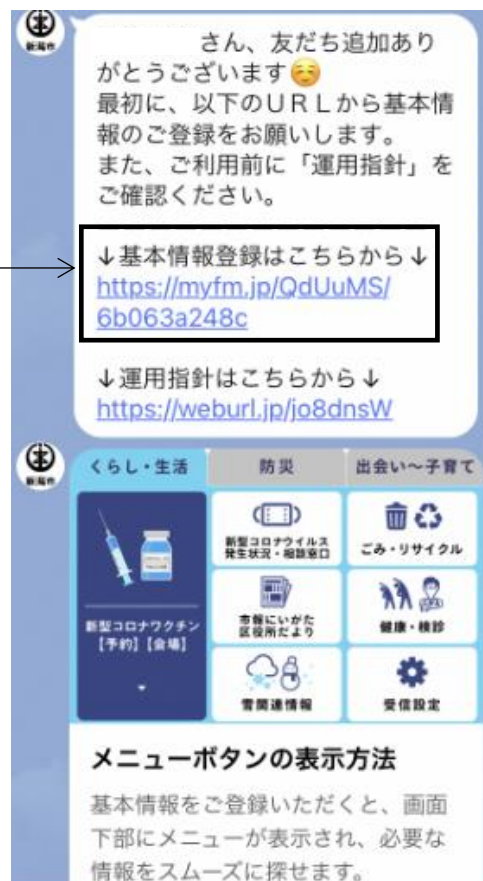 新潟市
さん、友だち追加あり
がとうございます☺️
最初に、以下のＵＲＬから基本情
報のご登録をお願いしま す。
また、ご利用前に「運用指針」を
ご確認ください。
↓基本情報登録はこちらから↓
https://myfm.jp/QdUuMS/
6b063a248c
↓運用指針はこちらから↓
https://weburl.jp/jo8dnsW
新潟市
くらし・生活
防災
出会い〜子育て
新型コロナワクチン
【予約】【会場】
新型コロナウイルス
発生状況・相談窓口
ごみ・リサイクル
市報にいがた
区役所だより
健康・検診
雪関連情報
受信設定
メニューボタンの表示方法
基本情報をご登録いただくと、画面
下部にメニューが表示され、必要な
情報をスムーズに探せます。